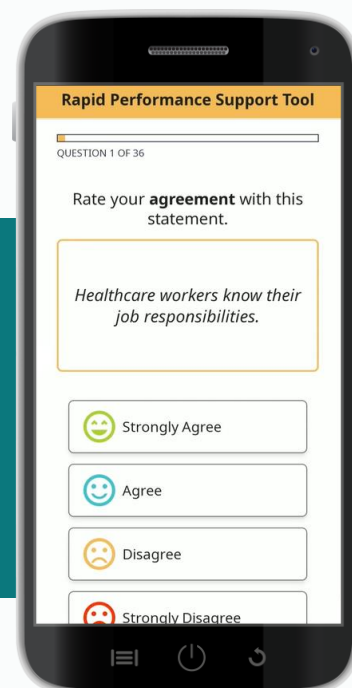 Rapid Performance Support Tool
QUESTION 1 OF 36
Rate your agreement with this
statement.
Healthcare workers know their
job responsibilities.
Strongly Agree
Agree
Disagree
Strongly Disagree